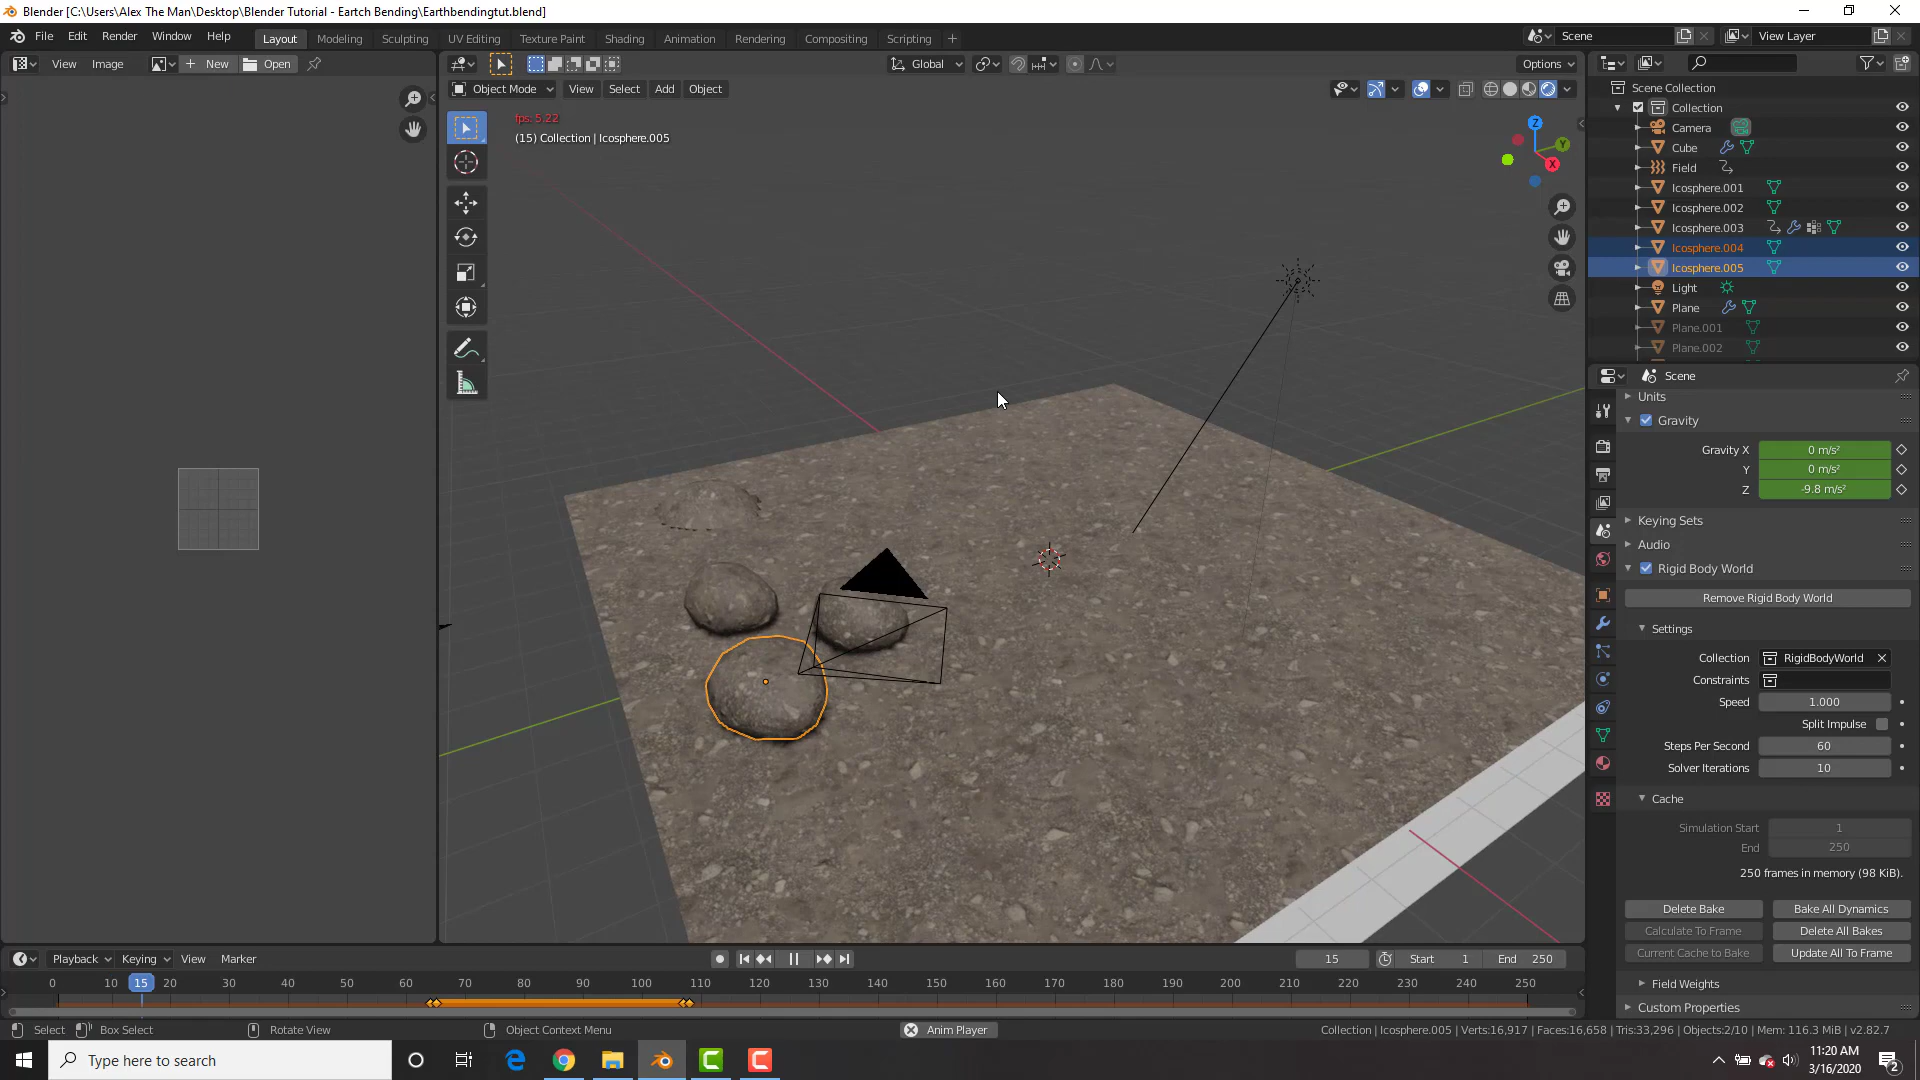 Blender [C:\Users\Alex The Man\Desktop\Blender Tutorial - Eartch Bending\Earthbendingtut.blend]
File Edit Render Window Help Layout Modeling Sculpting UV Editing Texture Paint Shading Animation Rendering Compositing Scripting + Scene View Layer
View Image + New Open Global Options
Object Mode View Select Add Object
fps: 5.22
(15) Collection | Icosphere.005
Z
Y
X
Scene Collection
Collection
Camera
Cube
Field
Icosphere.001
Icosphere.002
Icosphere.003
Icosphere.004
Icosphere.005
Light
Plane
Plane.001
Plane.002
Scene
Units
Gravity
Gravity X 0 m/s²
Y 0 m/s²
Z -9.8 m/s²
Keying Sets
Audio
Rigid Body World
Remove Rigid Body World
Settings
Collection RigidBodyWorld
Constraints
Speed 1.000
Split Impulse
Steps Per Second 60
Solver Iterations 10
Cache
Simulation Start 1
End 250
250 frames in memory (98 KiB).
Delete Bake Bake All Dynamics
Calculate To Frame Delete All Bakes
Current Cache to Bake Update All To Frame
Field Weights
Custom Properties
Playback Keying View Marker 15 Start 1 End 250
0 10 15 20 30 40 50 60 70 80 90 100 110 120 130 140 150 160 170 180 190 200 210 220 230 240 250
Select Box Select Rotate View Object Context Menu Anim Player Collection | Icosphere.005 | Verts:16,917 | Faces:16,658 | Tris:33,296 | Objects:2/10 | Mem: 116.3 MiB | v2.82.7
Type here to search
11:20 AM
3/16/2020
2